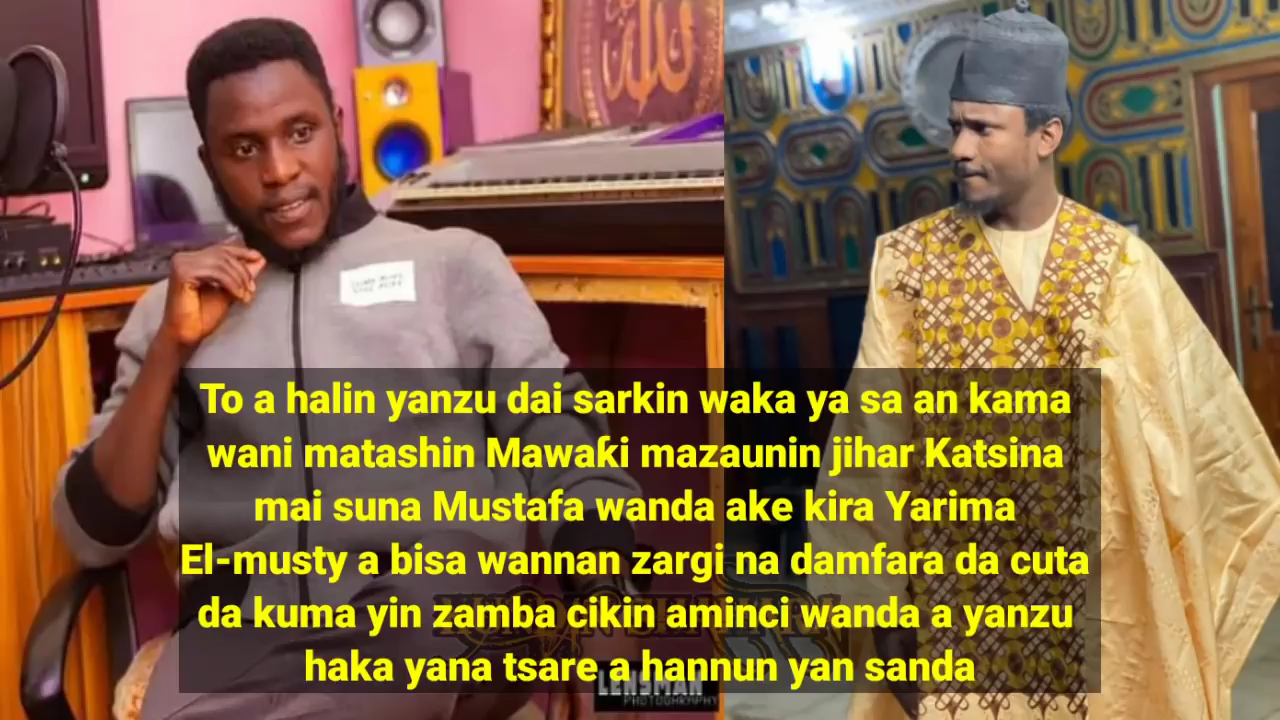 To a halin yanzu dai sarkin waka ya sa an kama
wani matashin Mawaƙi mazaunin jihar Katsina
mai suna Mustafa wanda ake kira Yarima
El-musty a bisa wannan zargi na damfara da cuta
da kuma yin zamba cikin aminci wanda a yanzu
haka yana tsare a hannun yan sanda
LENSMAN
PHOTOGRAPHY